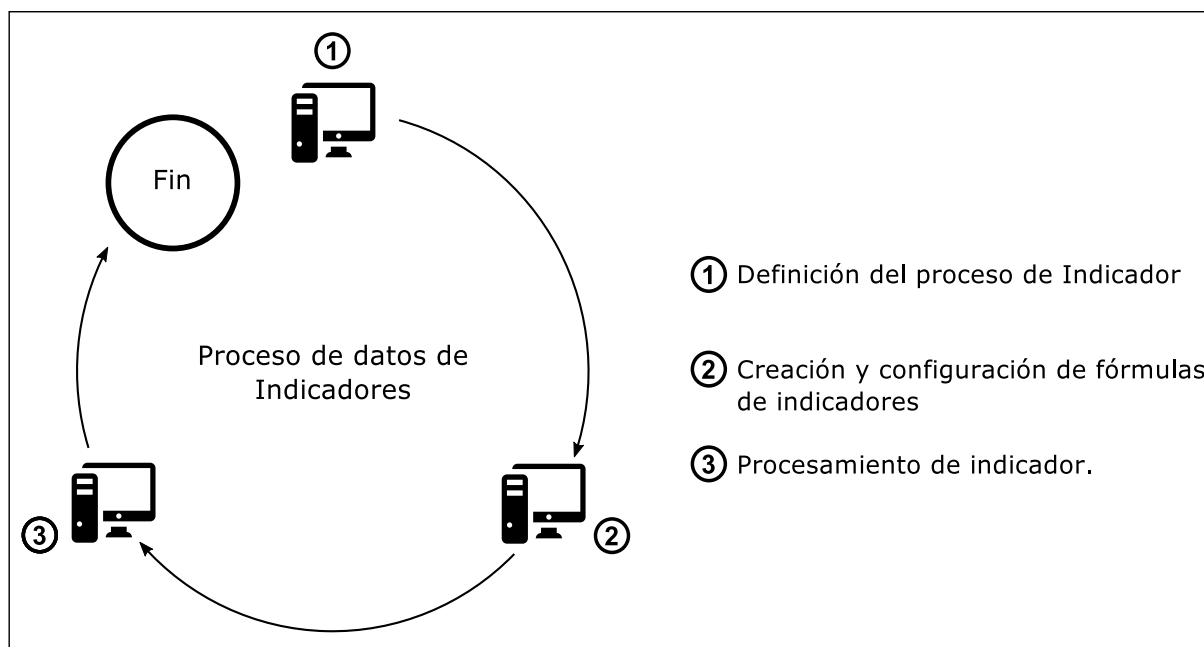 1
Fin
Proceso de datos de
Indicadores
3
2
1 Definición del proceso de Indicador
2 Creación y configuración de fórmulas
de indicadores
3 Procesamiento de indicador.